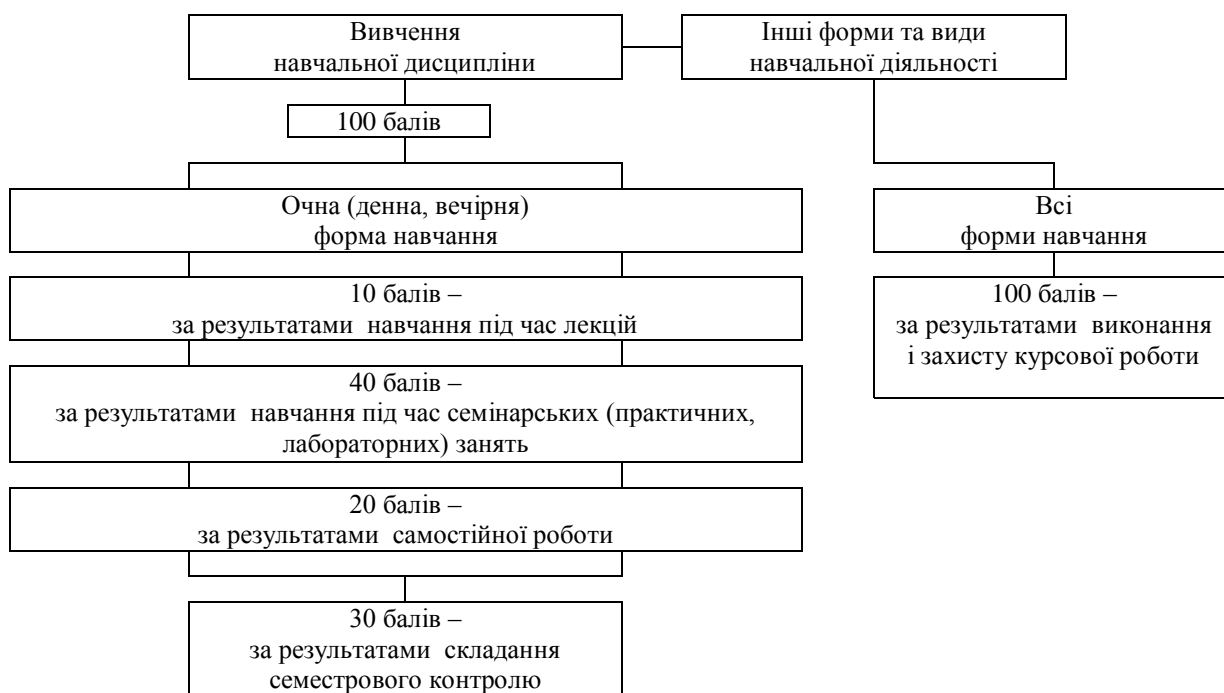 Вивчення
навчальної дисципліни
Інші форми та види
навчальної діяльності
100 балів
Очна (денна, вечірня)
форма навчання
Всі
форми навчання
10 балів –
за результатами навчання під час лекцій
100 балів –
за результатами виконання
і захисту курсової роботи
40 балів –
за результатами навчання під час семінарських (практичних,
лабораторних) занять
20 балів –
за результатами самостійної роботи
30 балів –
за результатами складання
семестрового контролю